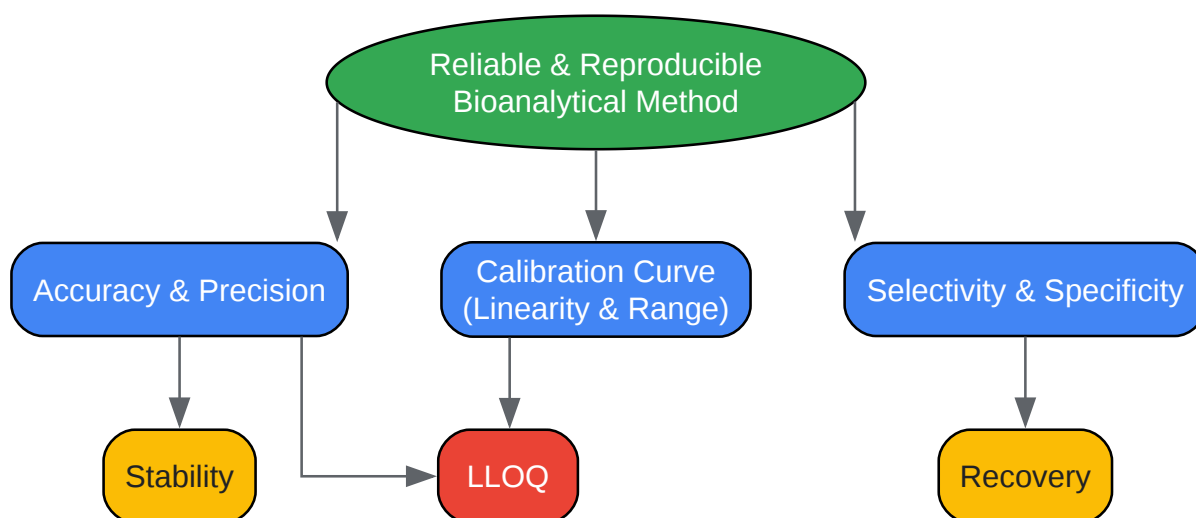 Reliable & Reproducible
Bioanalytical Method
Accuracy & Precision
Calibration Curve
(Linearity & Range)
Selectivity & Specificity
Stability
LLOQ
Recovery